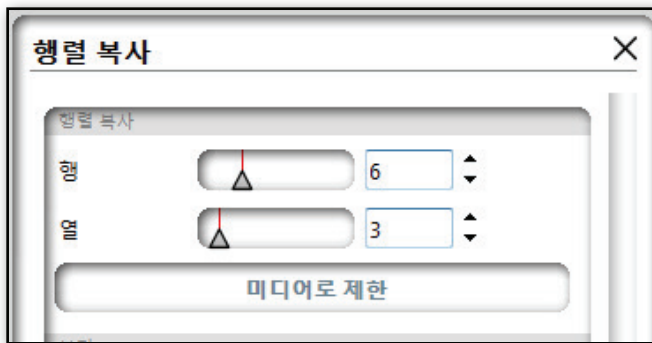 행렬 복사
행렬 복사
행 6
열 3
미디어로 제한